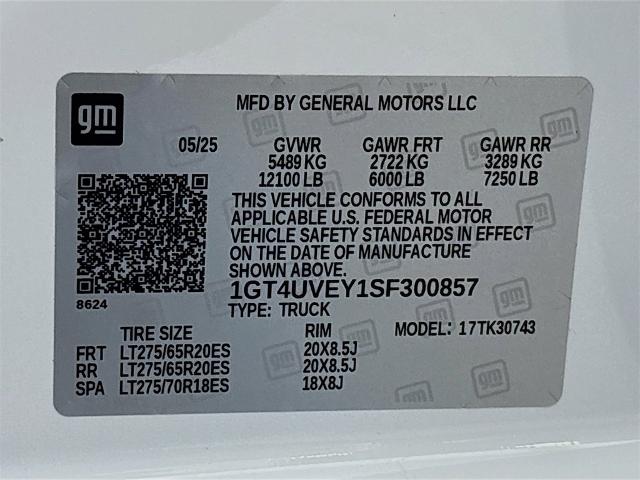 gm
MFD BY GENERAL MOTORS LLC
05/25 GVWR GAWR FRT GAWR RR
5489 KG 2722 KG 3289 KG
12100 LB 6000 LB 7250 LB
THIS VEHICLE CONFORMS TO ALL
APPLICABLE U.S. FEDERAL MOTOR
VEHICLE SAFETY STANDARDS IN EFFECT
ON THE DATE OF MANUFACTURE
SHOWN ABOVE.
8624
1GT4UVEY1SF300857
TYPE: TRUCK
MODEL: 17TK30743
TIRE SIZE RIM
FRT LT275/65R20ES 20X8.5J
RR LT275/65R20ES 20X8.5J
SPA LT275/70R18ES 18X8J